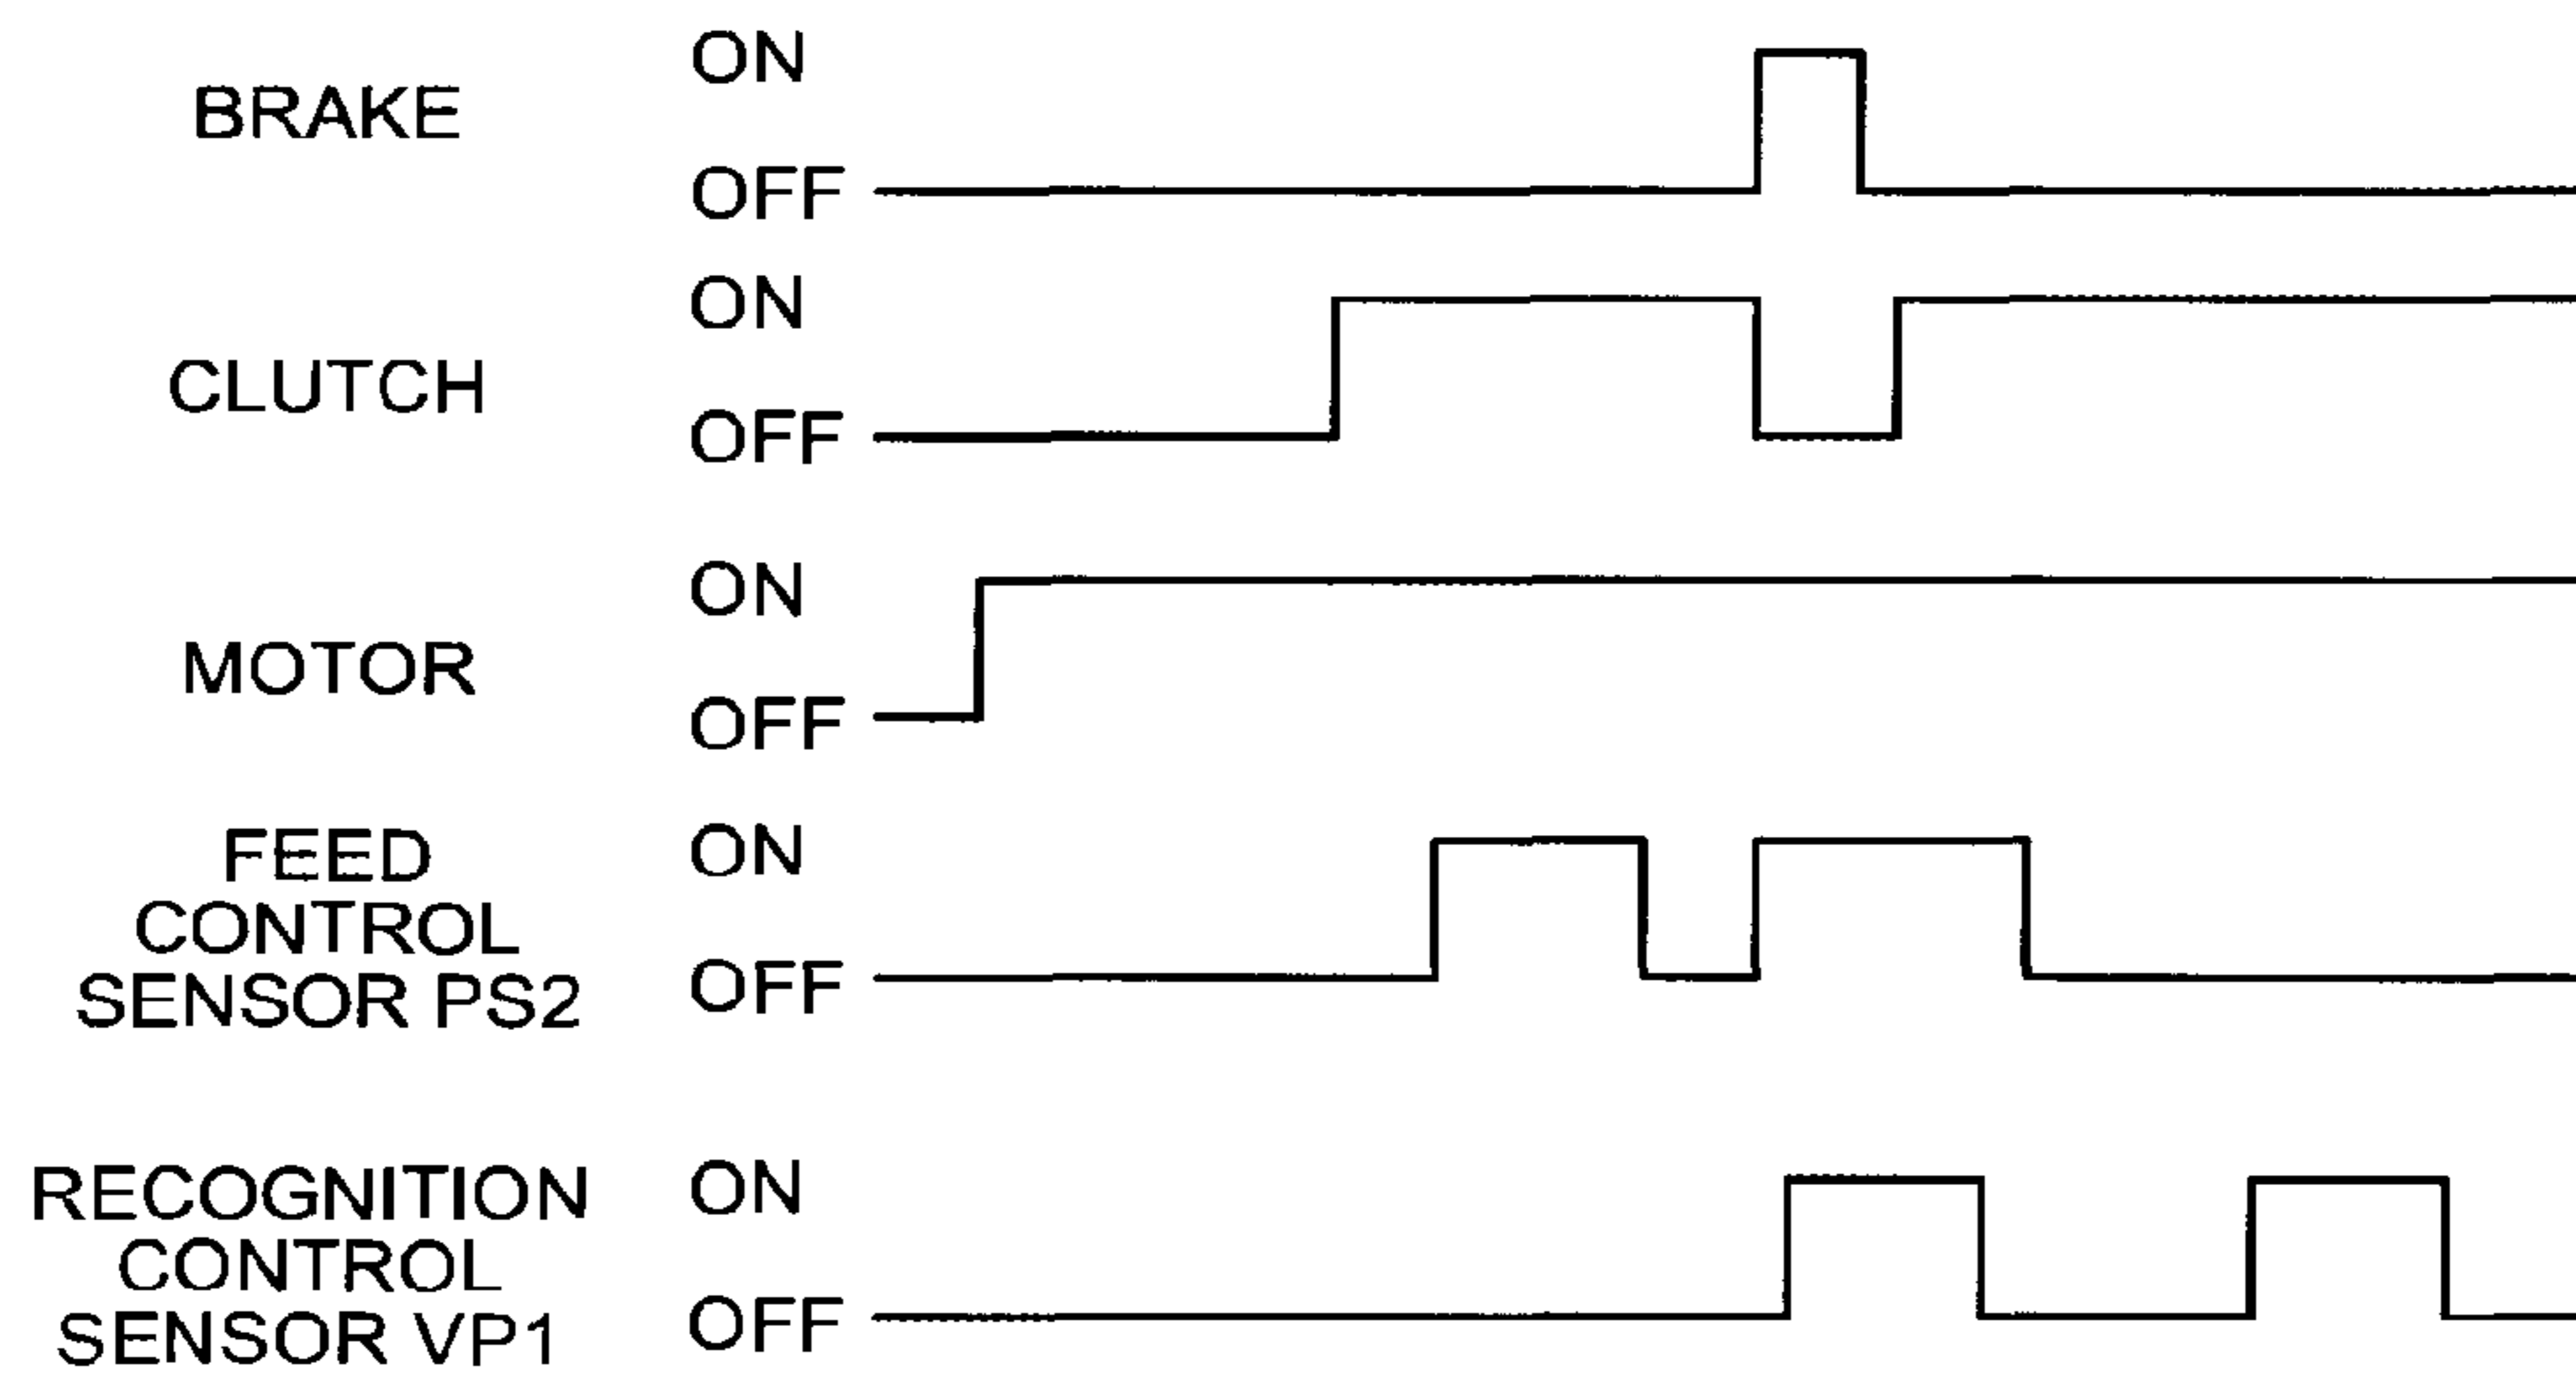 ON
BRAKE
OFF
ON
CLUTCH
OFF
ON
MOTOR
OFF
FEED
CONTROL
SENSOR PS2
ON
OFF
RECOGNITION
CONTROL
SENSOR VP1
ON
OFF